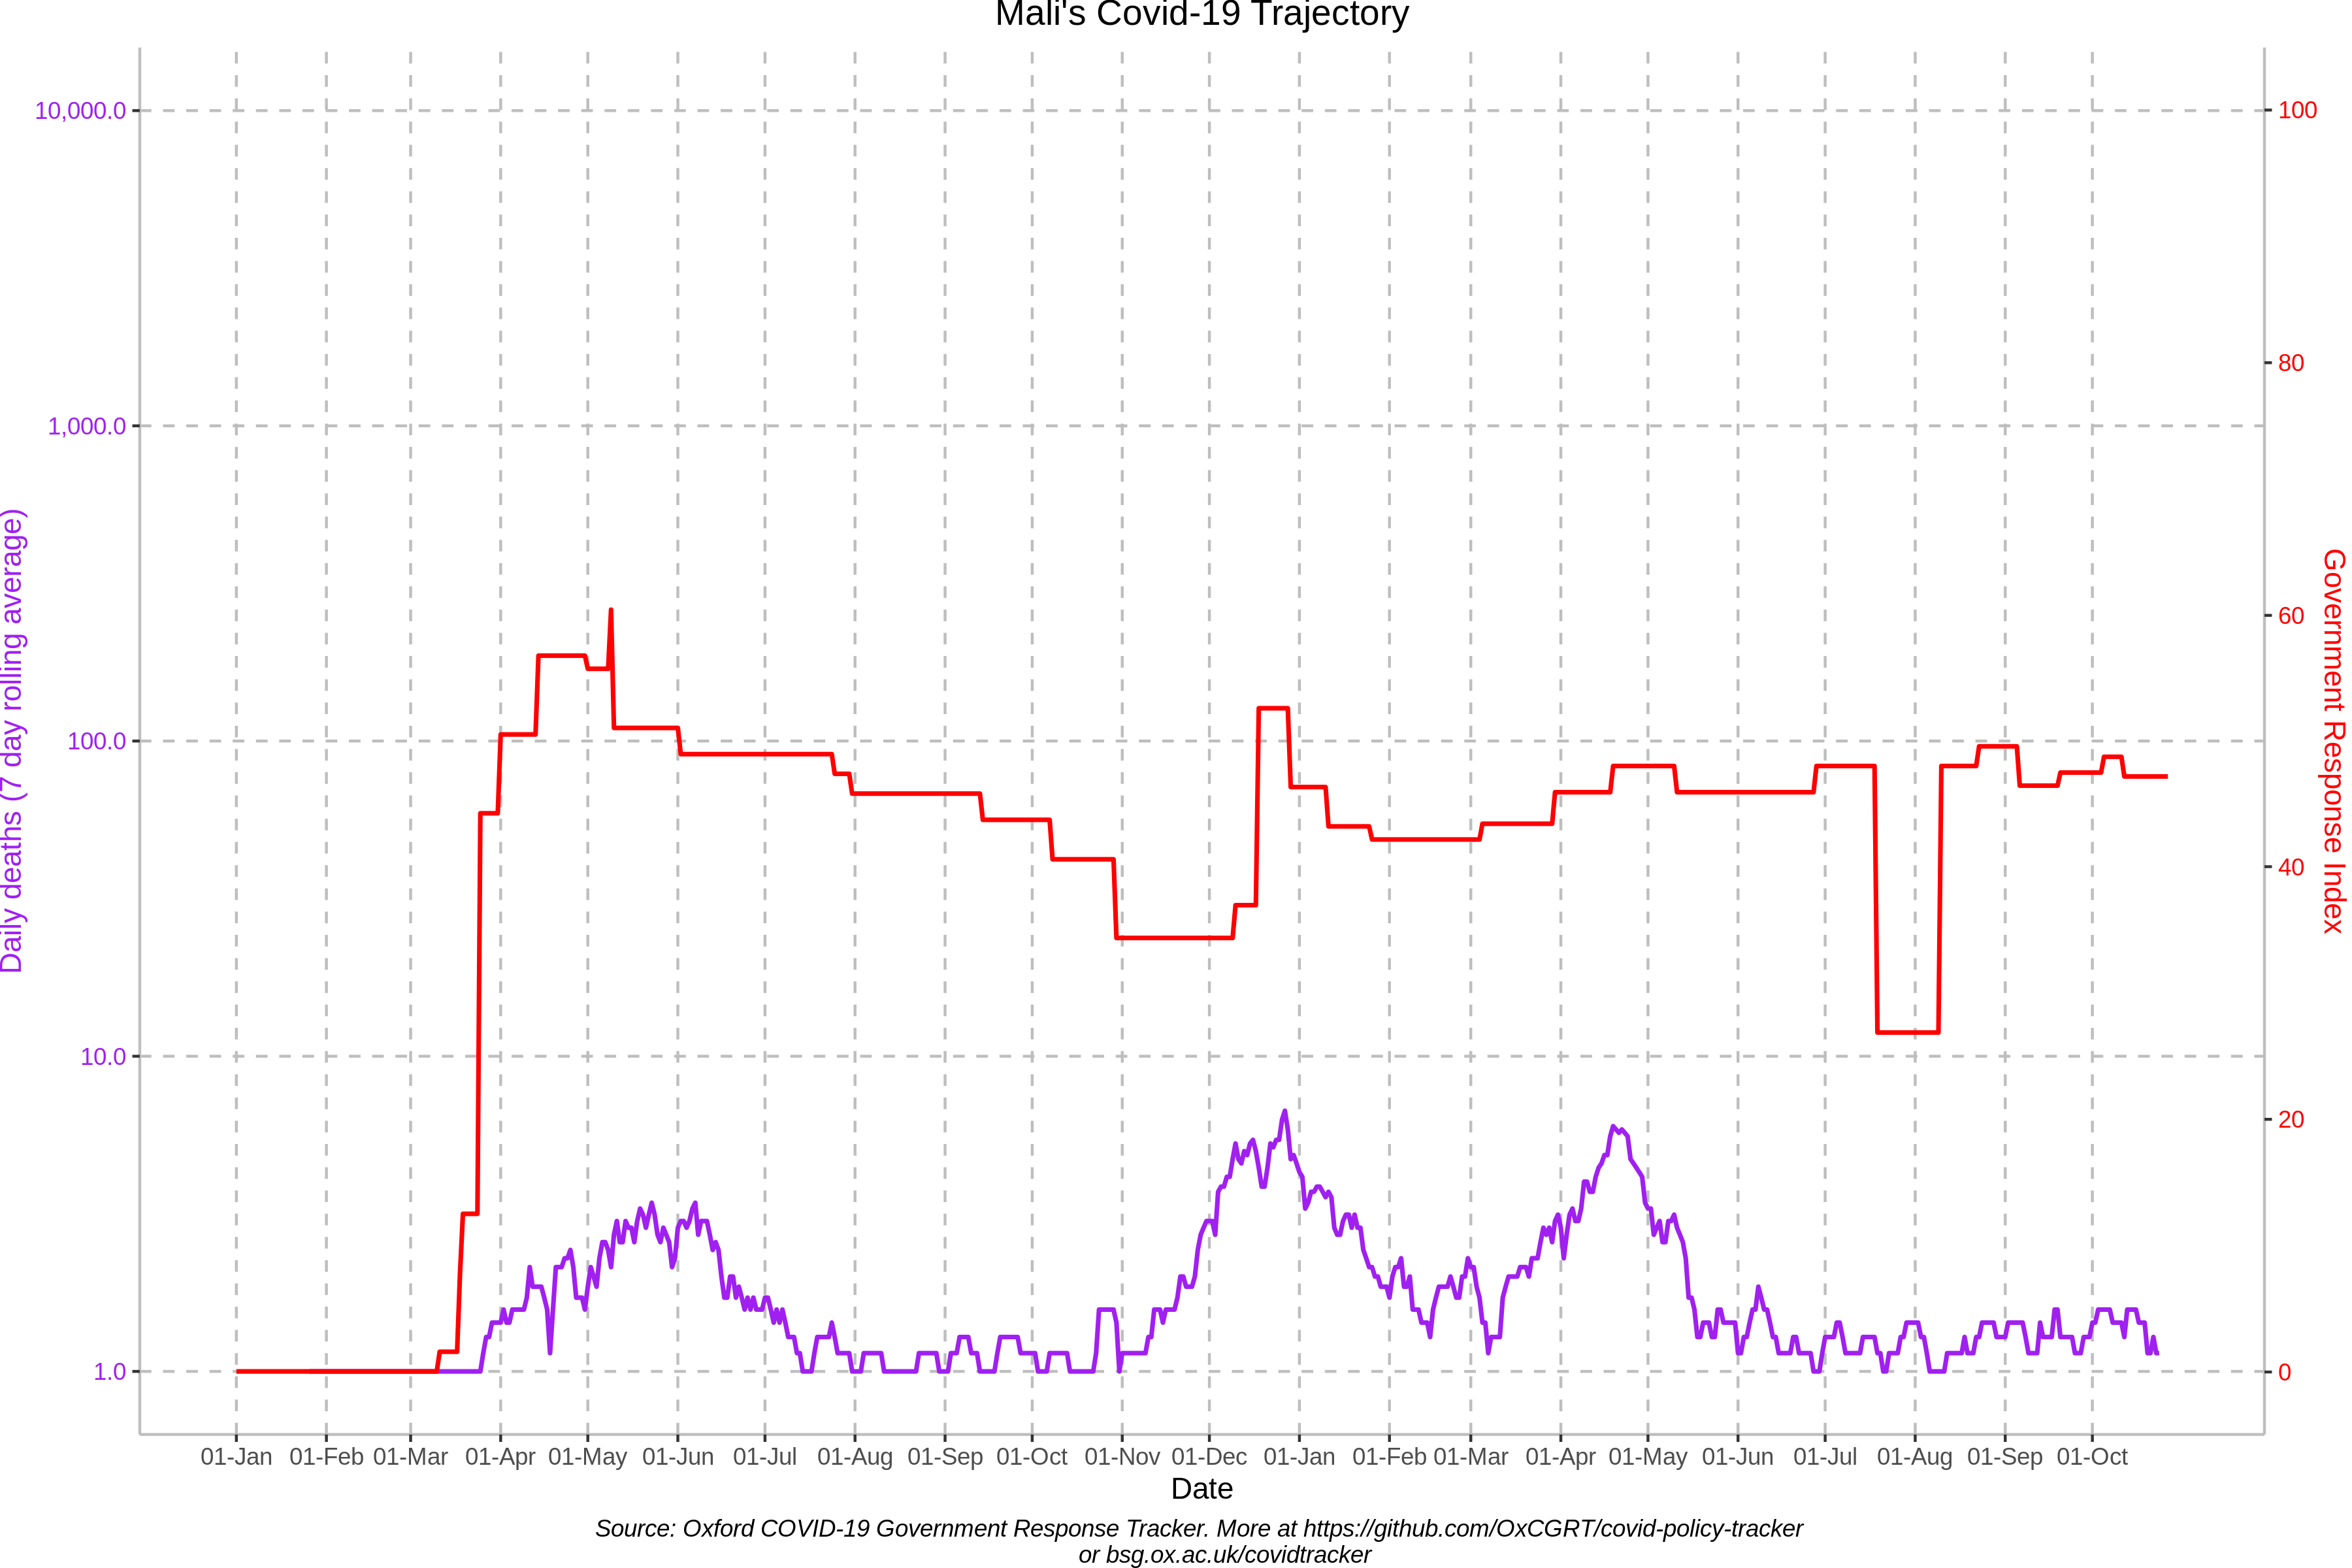 Mali's Covid-19 Trajectory
10,000.0
1,000.0
100.0
10.0
1.0
Daily deaths (7 day rolling average)
100
80
60
40
20
0
Government Response Index
01-Jan 01-Feb 01-Mar 01-Apr 01-May 01-Jun 01-Jul 01-Aug 01-Sep 01-Oct 01-Nov 01-Dec 01-Jan 01-Feb 01-Mar 01-Apr 01-May 01-Jun 01-Jul 01-Aug 01-Sep 01-Oct
Date
Source: Oxford COVID-19 Government Response Tracker. More at https://github.com/OxCGRT/covid-policy-tracker
or bsg.ox.ac.uk/covidtracker